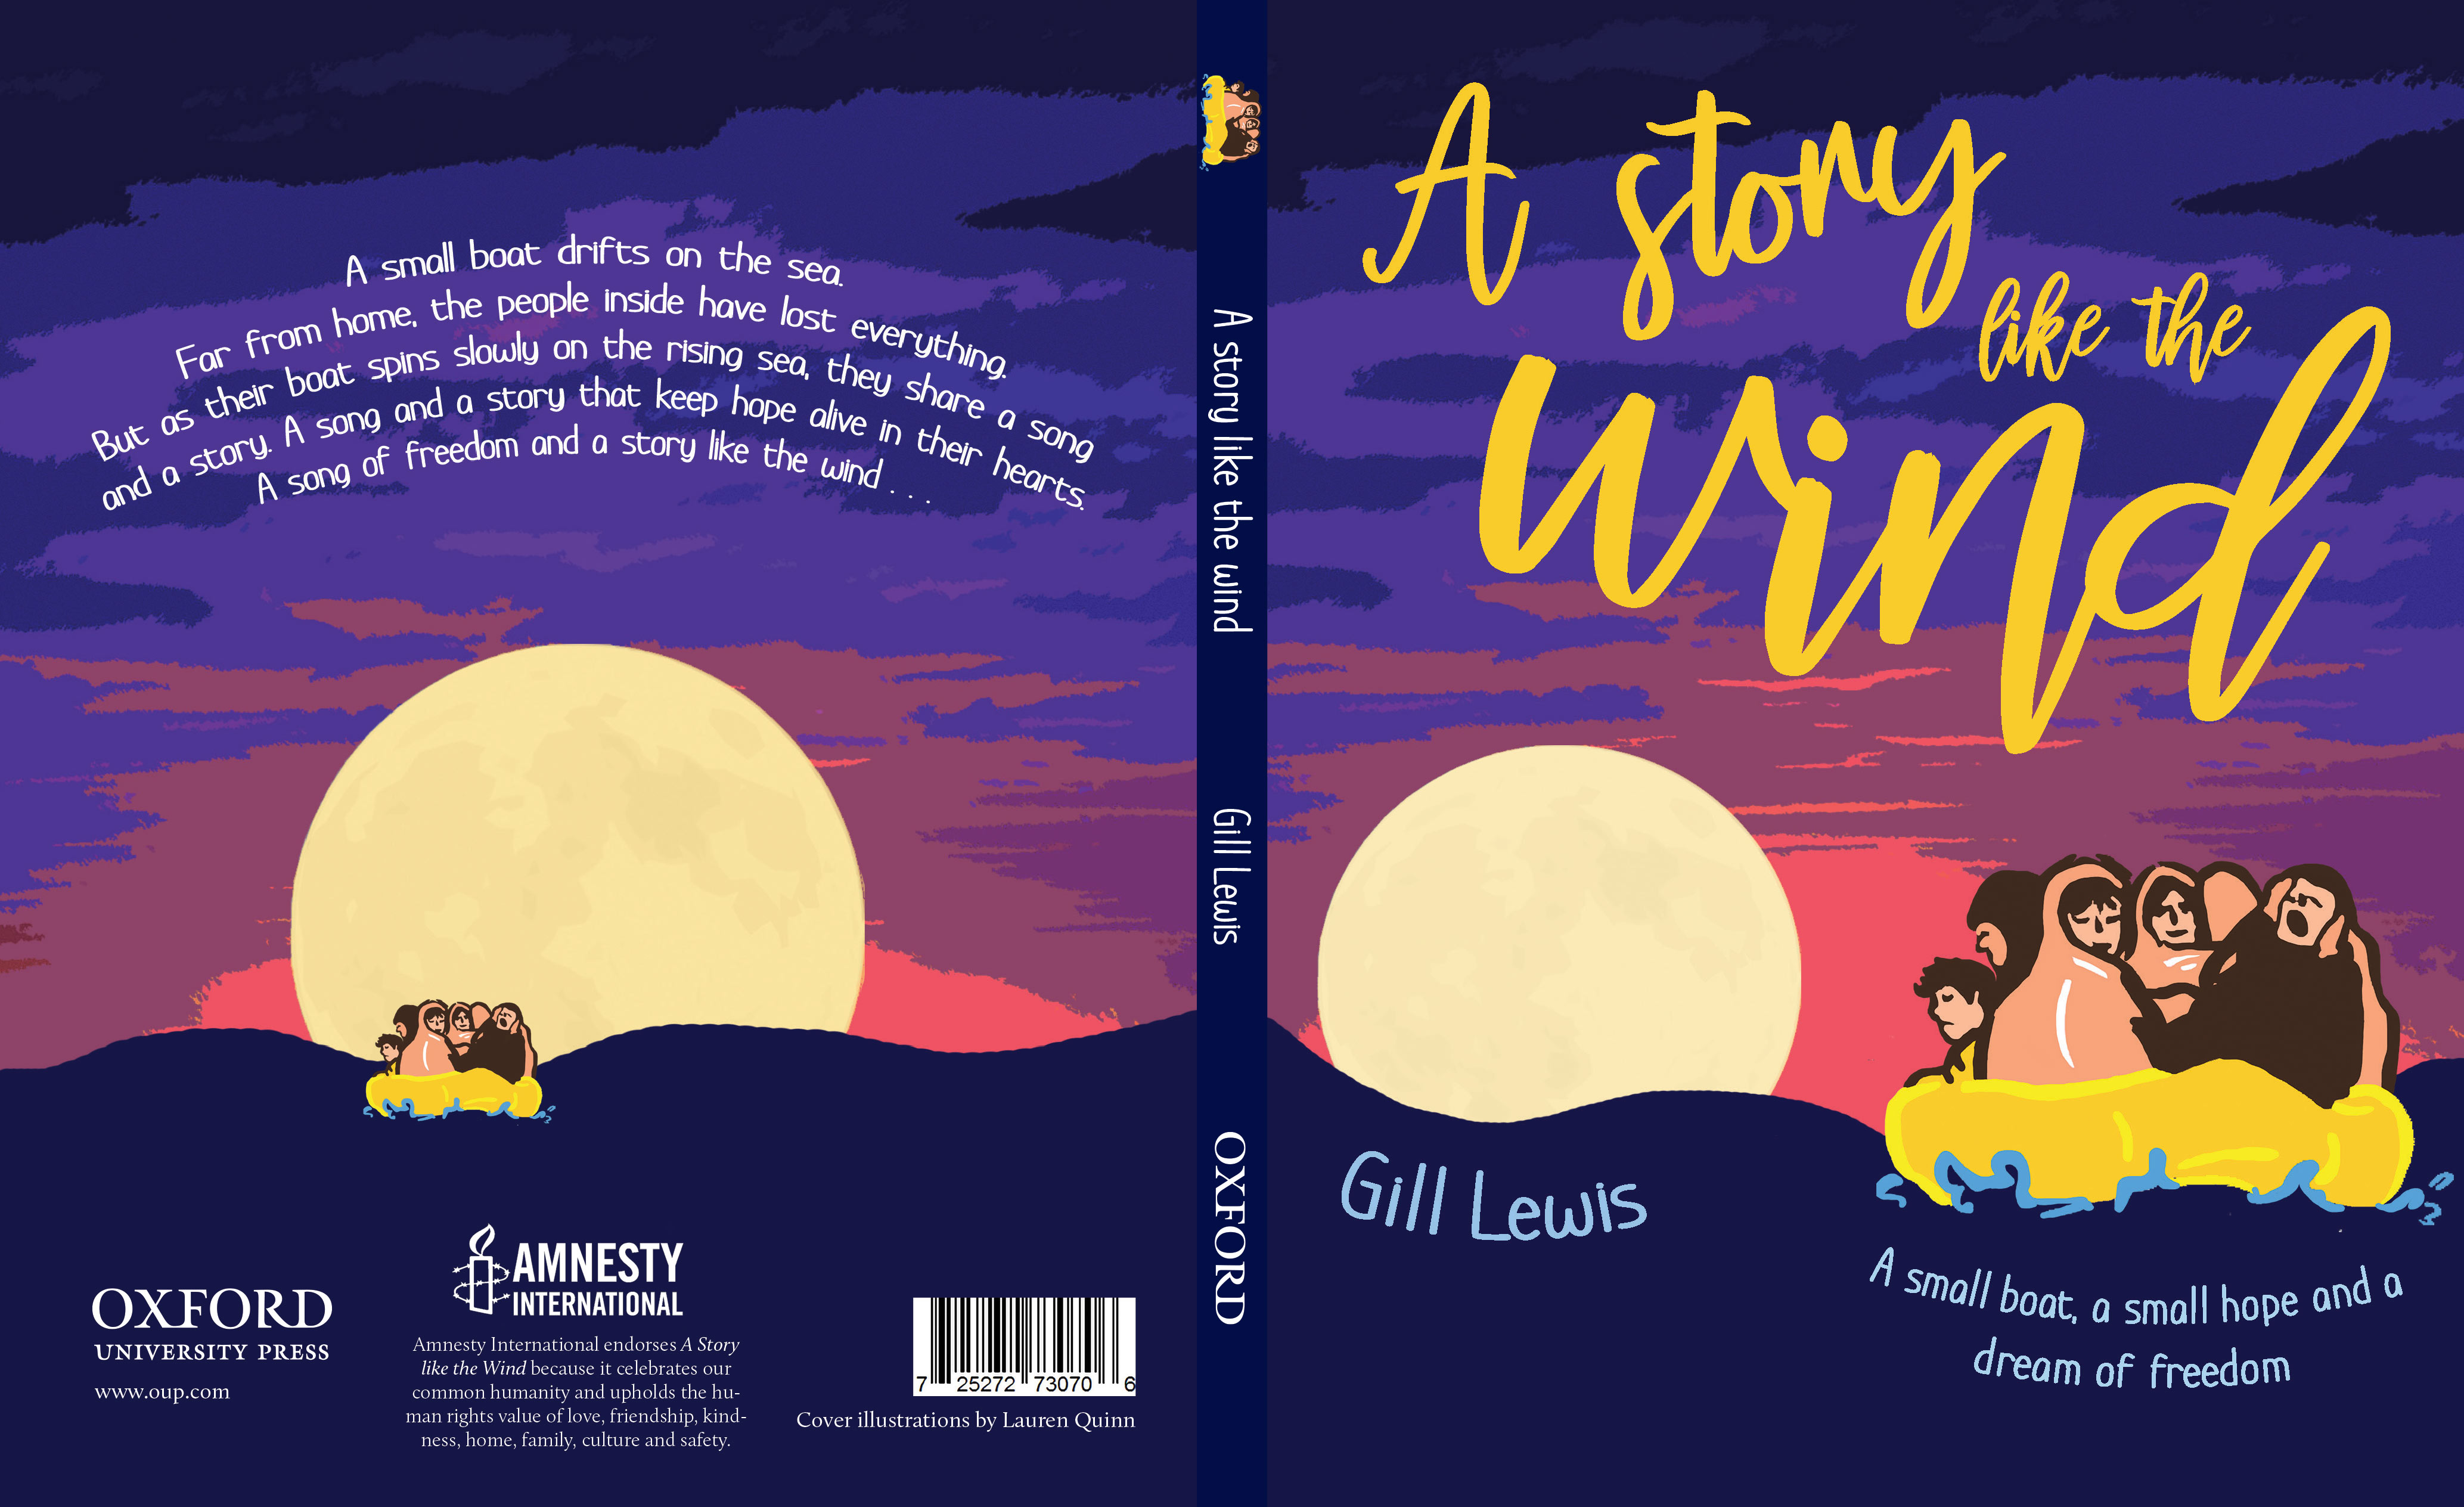 A small boat drifts on the sea.
Far from home, the people inside have lost everything.
But as their boat spins slowly on the rising sea, they share a song
and a story. A song and a story that keep hope alive in their hearts.
A song of freedom and a story like the wind . . .
OXFORD
UNIVERSITY PRESS
www.oup.com
AMNESTY
INTERNATIONAL
Amnesty International endorses A Story
like the Wind because it celebrates our
common humanity and upholds the hu-
man rights value of love, friendship, kind-
ness, home, family, culture and safety.
7 25272 73070 6
Cover illustrations by Lauren Quinn
A story like the wind
Gill Lewis
OXFORD
A story
like the
wind
Gill Lewis
A small boat, a small hope and a
dream of freedom